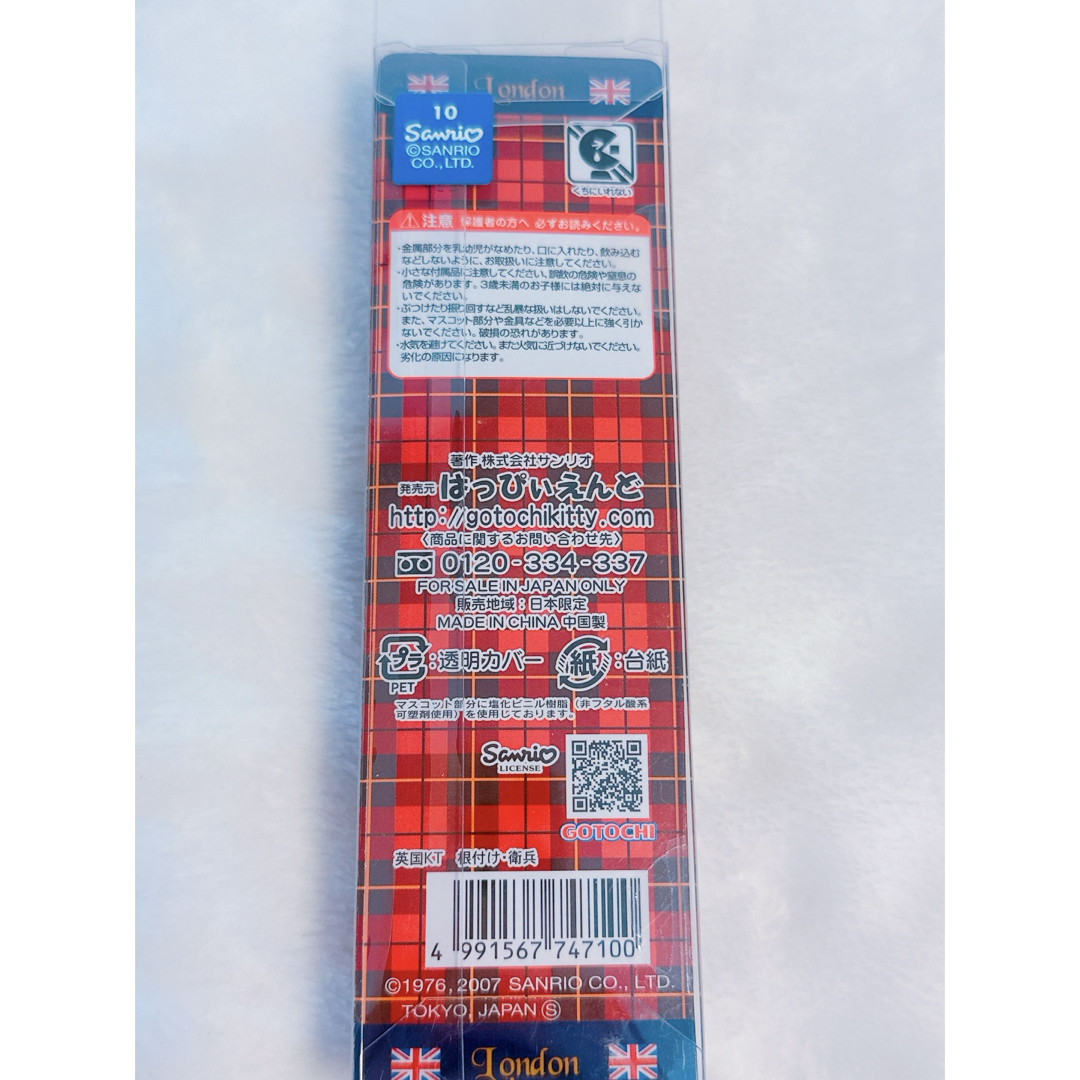 London
10
Sanrio
©SANRIO
CO.,LTD.
くちにいれない
注意 保護者の方へ 必ずお読みください。
・金属部分を乳幼児がなめたり、口に入れたり、飲み込む
などしないように、お取扱いに注意してください。
・小さな付属品に注意してください、誤飲の危険や窒息の
危険があります。3歳未満のお子様には絶対に与えな
いでください。
・ぶつけたり振り回すなど乱暴な扱いはしないでください。
また、マスコット部分や金具などを必要以上に強く引か
ないでください。破損の恐れがあります。
・水気を避けてください。また火気に近づけないでください。
劣化の原因になります。
著作 株式会社サンリオ
発売元 はっぴぃえんど
http://gotochikitty.com
〈商品に関するお問い合わせ先〉
0120-334-337
FOR SALE IN JAPAN ONLY
販売地域:日本限定
MADE IN CHINA 中国製
プラ:透明カバー 紙:台紙
PET
マスコット部分に塩化ビニル樹脂(非フタル酸系
可塑剤使用)を使用しております。
Sanrio
LICENSE
GOTOCHI
英国KT 根付け・衛兵
4 991567 747100
©1976, 2007 SANRIO CO., LTD.
TOKYO, JAPAN Ⓢ
London